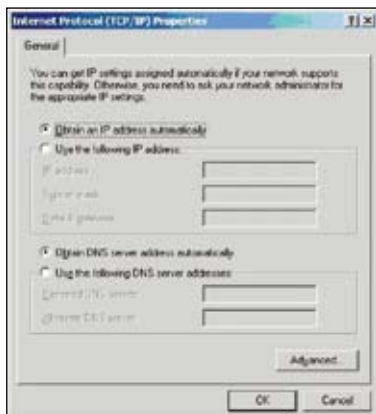 Internet Protocol (TCP/IP) Properties
General
You can get IP settings assigned automatically if your network supports
this capability. Otherwise, you need to ask your network administrator for
the appropriate IP settings.
Obtain an IP address automatically
Use the following IP address:
IP address:
Subnet mask:
Default gateway:
Obtain DNS server address automatically
Use the following DNS server addresses:
Preferred DNS server:
Alternate DNS server:
Advanced...
OK
Cancel